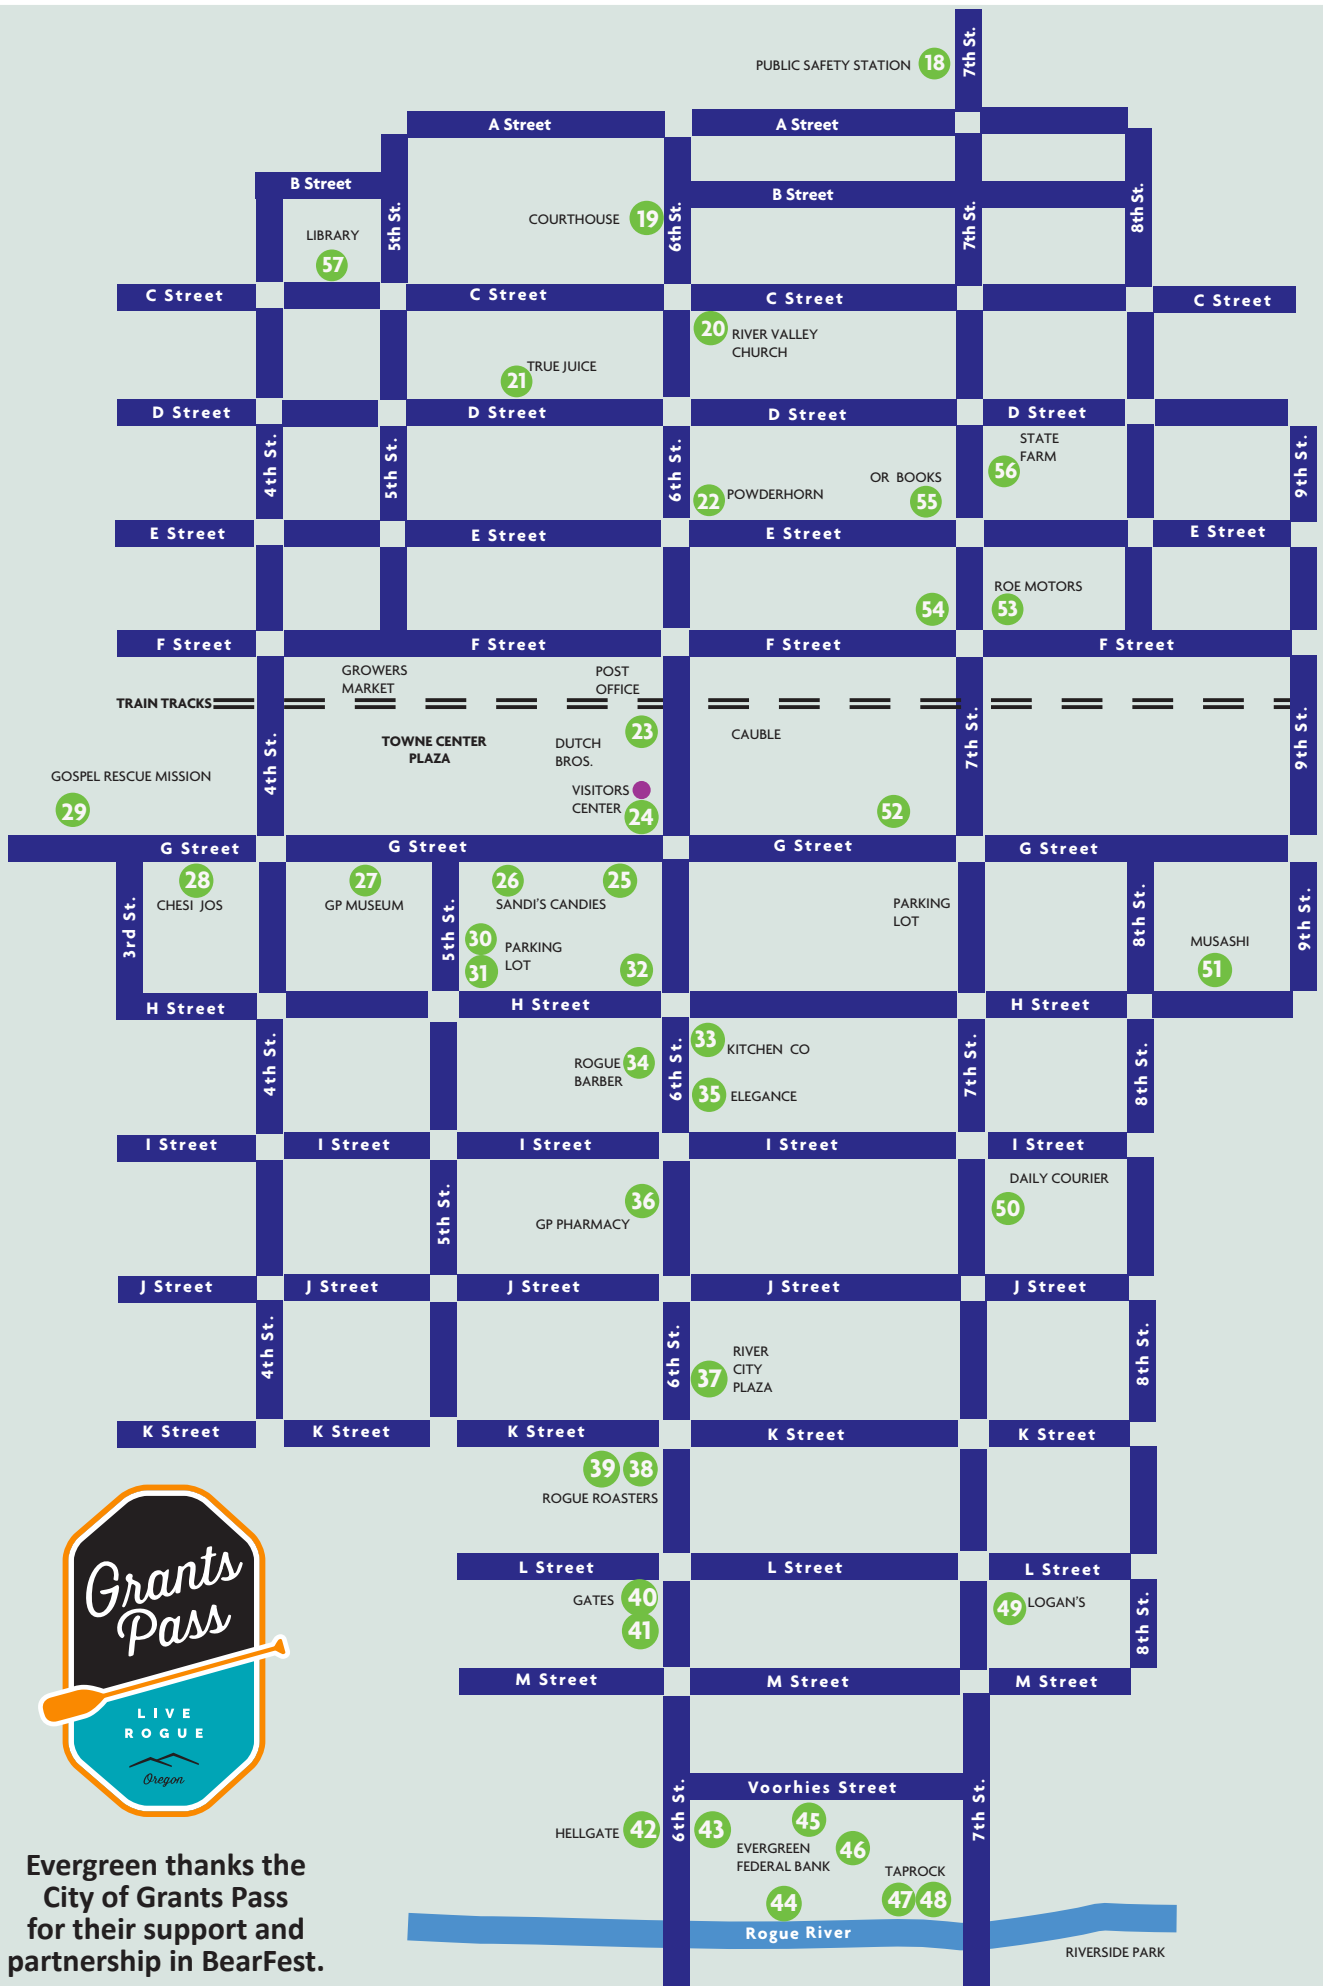 PUBLIC SAFETY STATION 18
7th St.
A Street
A Street
B Street
B Street
5th St.
COURTHOUSE 19
6th St.
7th St.
8th St.
LIBRARY
57
C Street
C Street
C Street
C Street
20 RIVER VALLEY
CHURCH
TRUE JUICE
21
D Street
D Street
D Street
D Street
4th St.
5th St.
6th St.
STATE
FARM
56
9th St.
OR BOOKS
55
22 POWDERHORN
E Street
E Street
E Street
E Street
ROE MOTORS
54
53
F Street
F Street
F Street
F Street
GROWERS
MARKET
POST
OFFICE
TRAIN TRACKS
23
TOWNE CENTER
PLAZA
DUTCH
BROS.
CAUBLE
4th St.
7th St.
9th St.
GOSPEL RESCUE MISSION
29
VISITORS
CENTER 24
52
G Street
G Street
G Street
G Street
28
CHESI JOS
27
GP MUSEUM
26
25
SANDI'S CANDIES
PARKING
LOT
3rd St.
5th St.
8th St.
9th St.
30
31
PARKING
LOT
32
MUSASHI
51
H Street
H Street
H Street
4th St.
ROGUE
BARBER
34
6th St.
33 KITCHEN CO
35 ELEGANCE
7th St.
8th St.
I Street
I Street
I Street
I Street
I Street
DAILY COURIER
50
5th St.
36
GP PHARMACY
J Street
J Street
J Street
J Street
J Street
4th St.
6th St.
RIVER
CITY
PLAZA
37
8th St.
K Street
K Street
K Street
K Street
K Street
39 38
ROGUE ROASTERS
L Street
L Street
L Street
GATES 40
41
49 LOGAN'S
8th St.
M Street
M Street
M Street
Grants
Pass
LIVE
ROGUE
Oregon
Voorhies Street
6th St.
7th St.
HELLGATE 42
43
45
EVERGREEN
FEDERAL BANK
46
TAPROCK
44
47 48
Rogue River
RIVERSIDE PARK
Evergreen thanks the
City of Grants Pass
for their support and
partnership in BearFest.